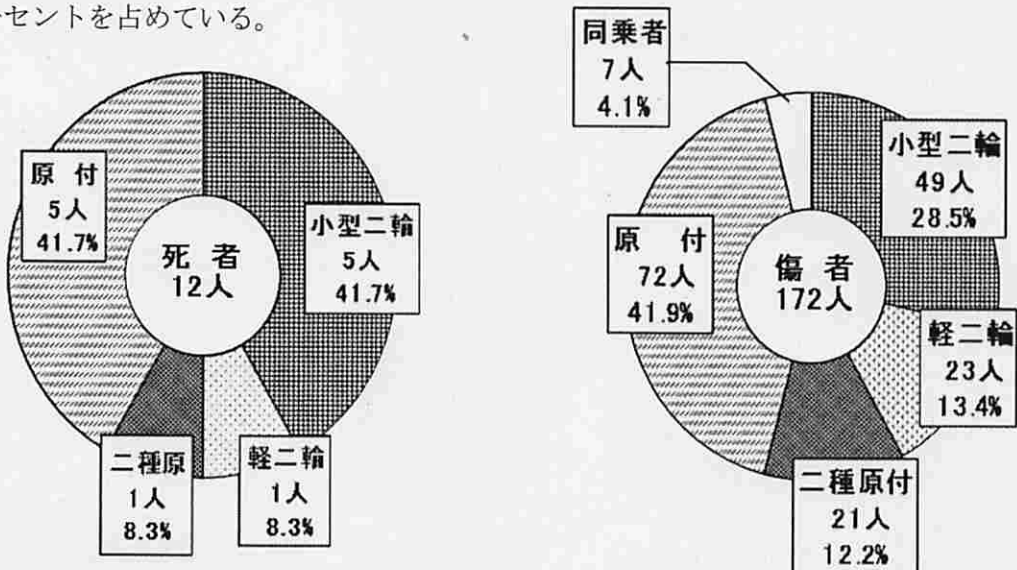 セントを占めている。
原 付
5人
41.7%
死 者
12人
小型二輪
5人
41.7%
二種原
1人
8.3%
軽二輪
1人
8.3%
同乗者
7人
4.1%
小型二輪
49人
28.5%
原 付
72人
41.9%
傷 者
172人
軽二輪
23人
13.4%
二種原付
21人
12.2%